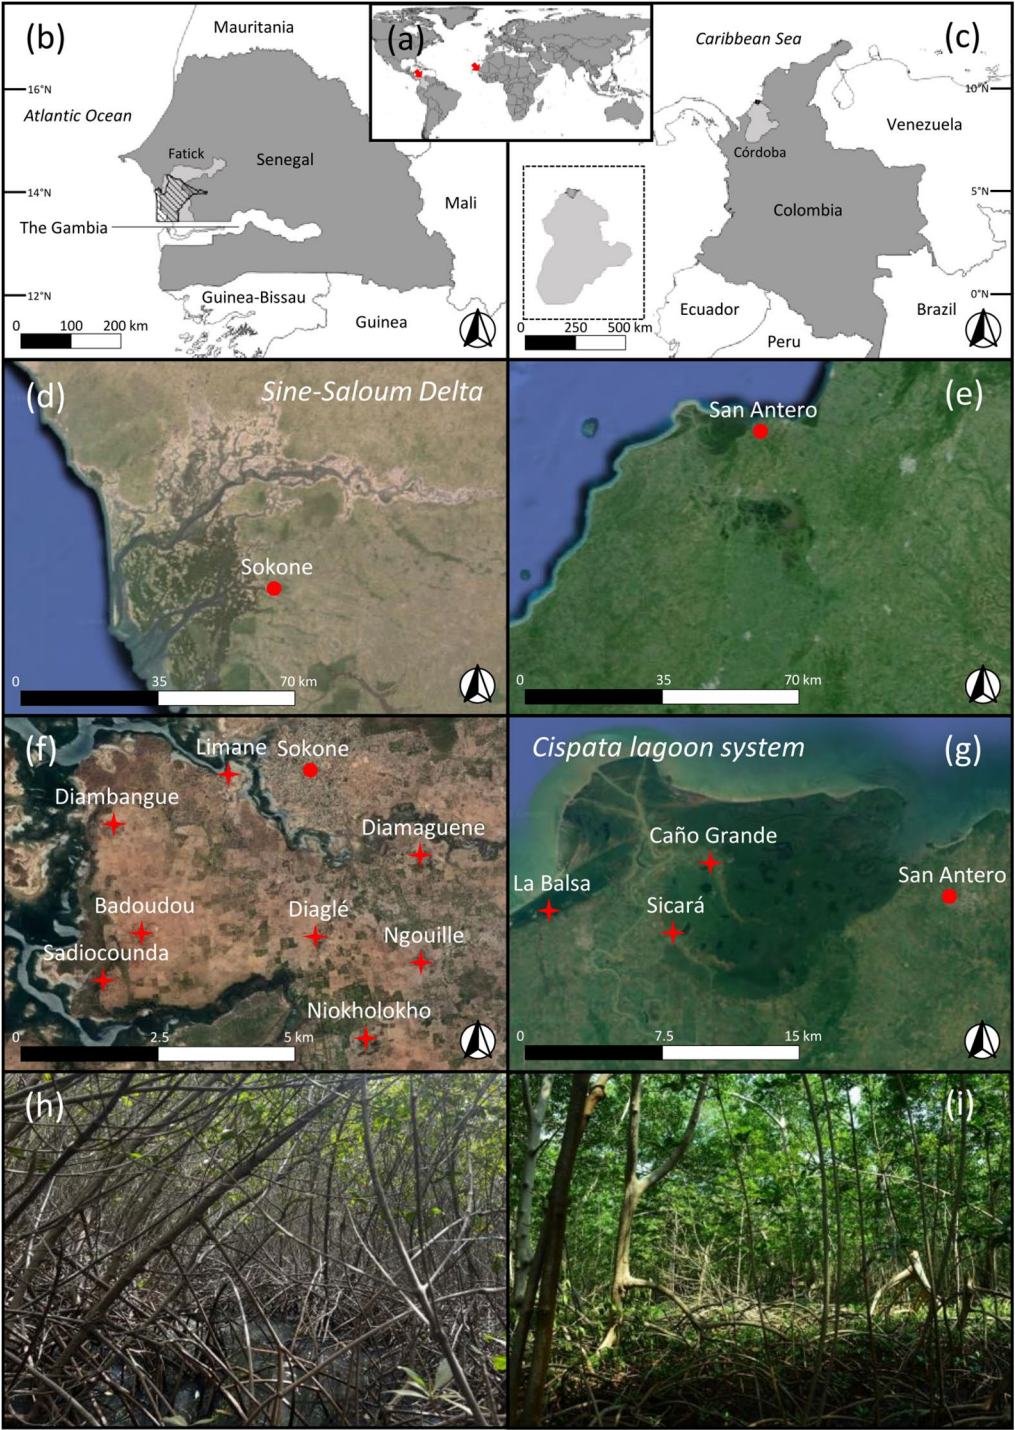 (a)
(b)
Mauritania
16°N
Atlantic Ocean
Fatick
Senegal
14°N
Mali
The Gambia
12°N
Guinea-Bissau
Guinea
0 100 200 km
(c)
Caribbean Sea
10°N
Venezuela
Córdoba
5°N
Colombia
0°N
Ecuador
Brazil
Peru
0 250 500 km
(d)
Sine-Saloum Delta
Sokone
0 35 70 km
(e)
San Antero
0 35 70 km
(f)
Limane
Sokone
Diambangue
Diamaguene
Badoudou
Diaglé
Ngouille
Sadiocounda
Niokholokho
0 2.5 5 km
Cispata lagoon system
(g)
Caño Grande
La Balsa
San Antero
Sicará
0 7.5 15 km
(h)
(i)